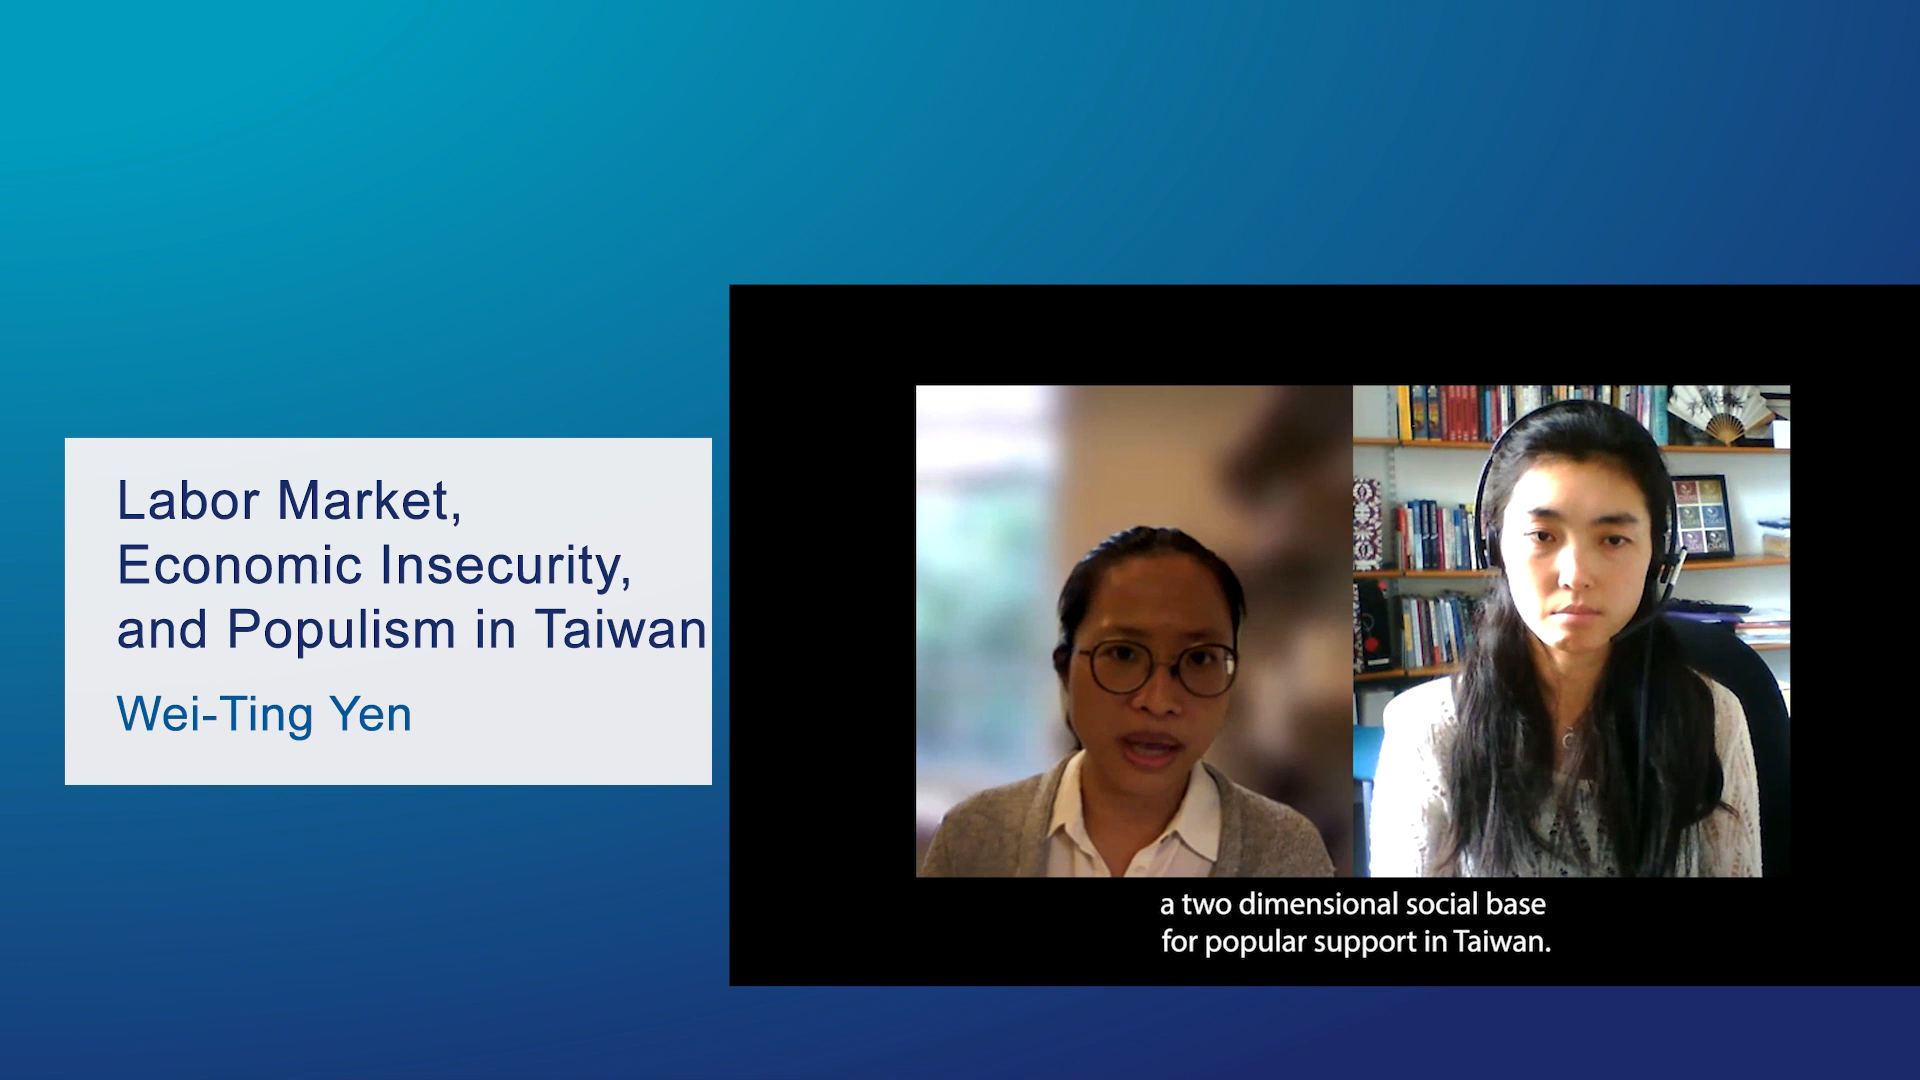 Labor Market,
Economic Insecurity,
and Populism in Taiwan
Wei-Ting Yen
a two dimensional social base
for popular support in Taiwan.